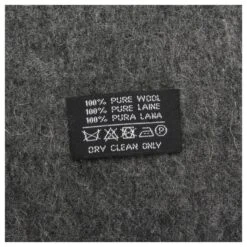 100% PURE WOOL
100% PURE LAINE
100% PURA LANA
DRY CLEAN ONLY